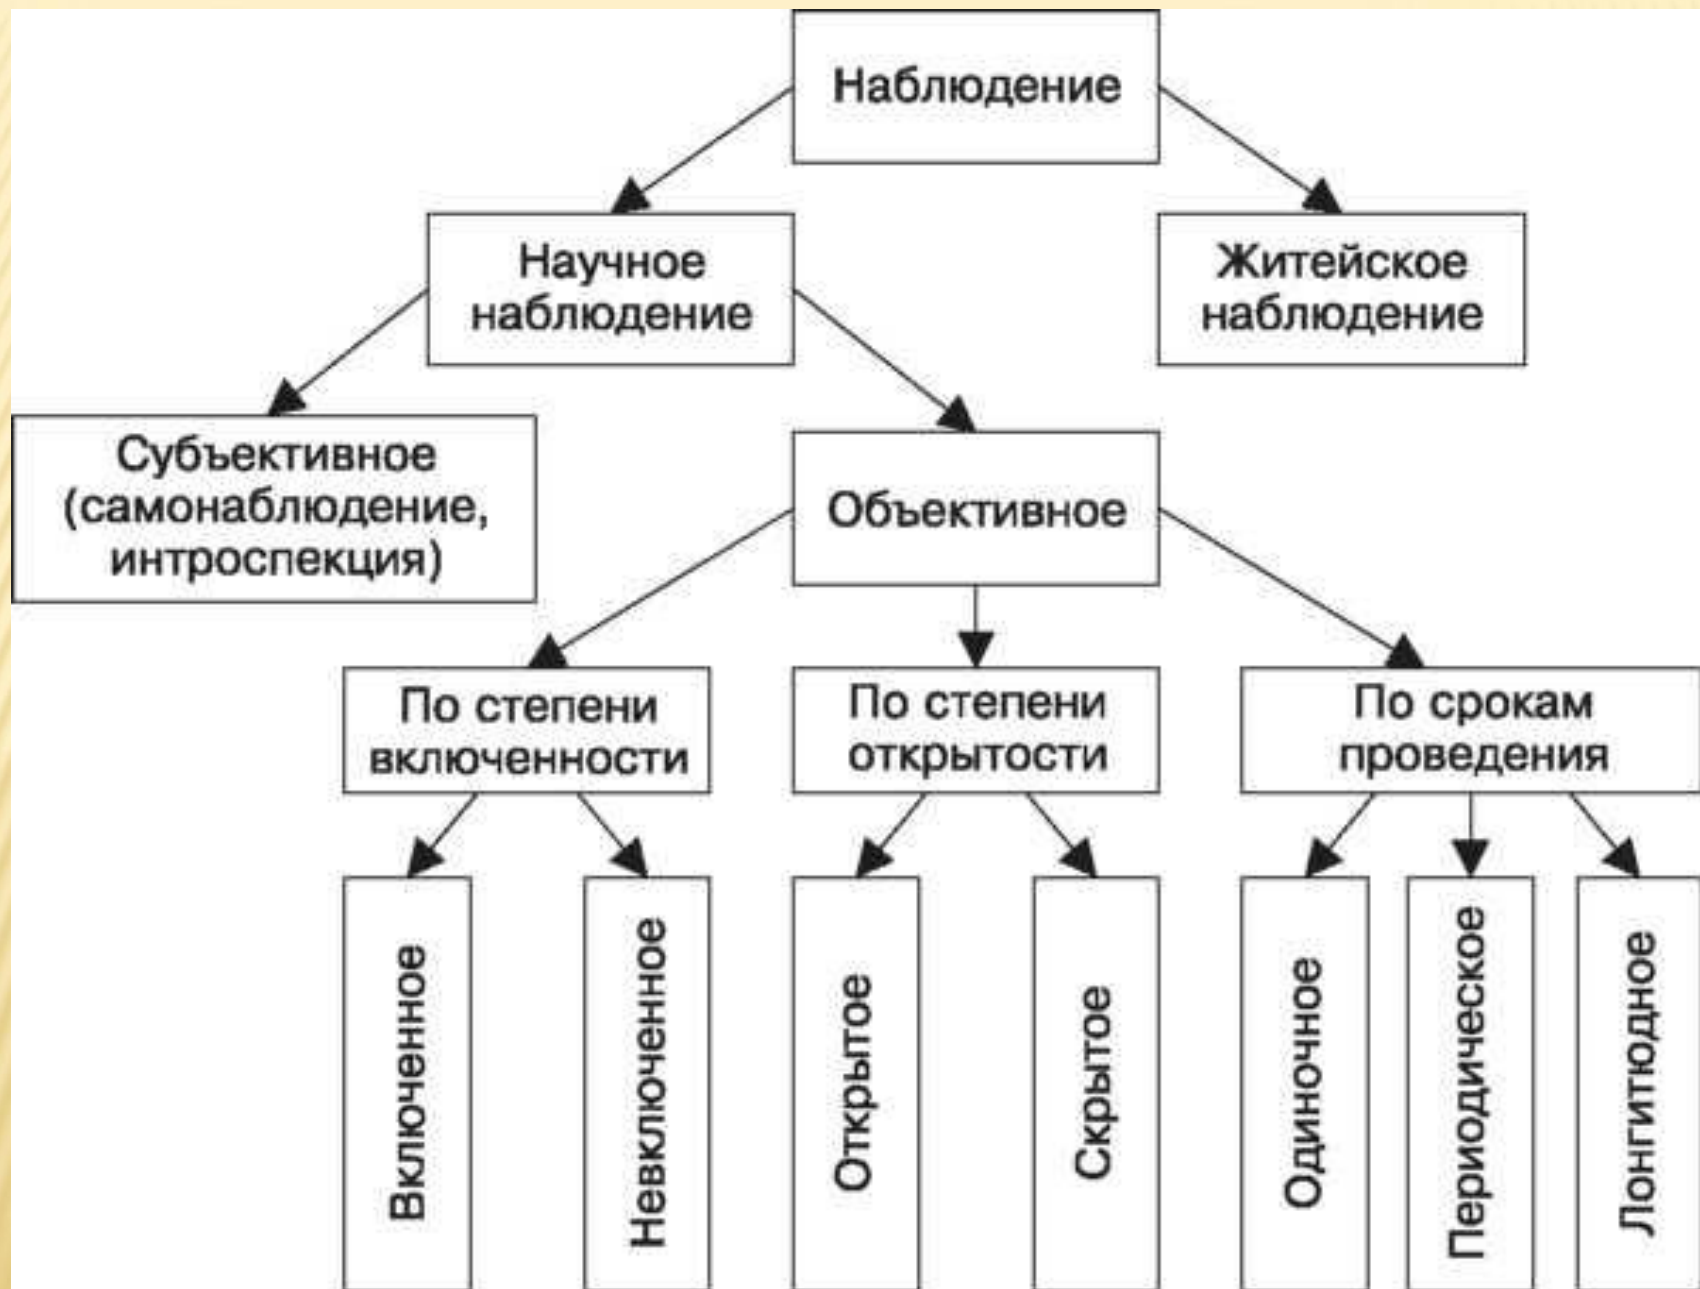 Наблюдение
Научное
наблюдение
Житейское
наблюдение
Субъективное
(самонаблюдение,
интроспекция)
Объективное
По степени
включенности
По степени
открытости
По срокам
проведения
Включенное
Невключенное
Открытое
Скрытое
Одиночное
Периодическое
Лонгитюдное